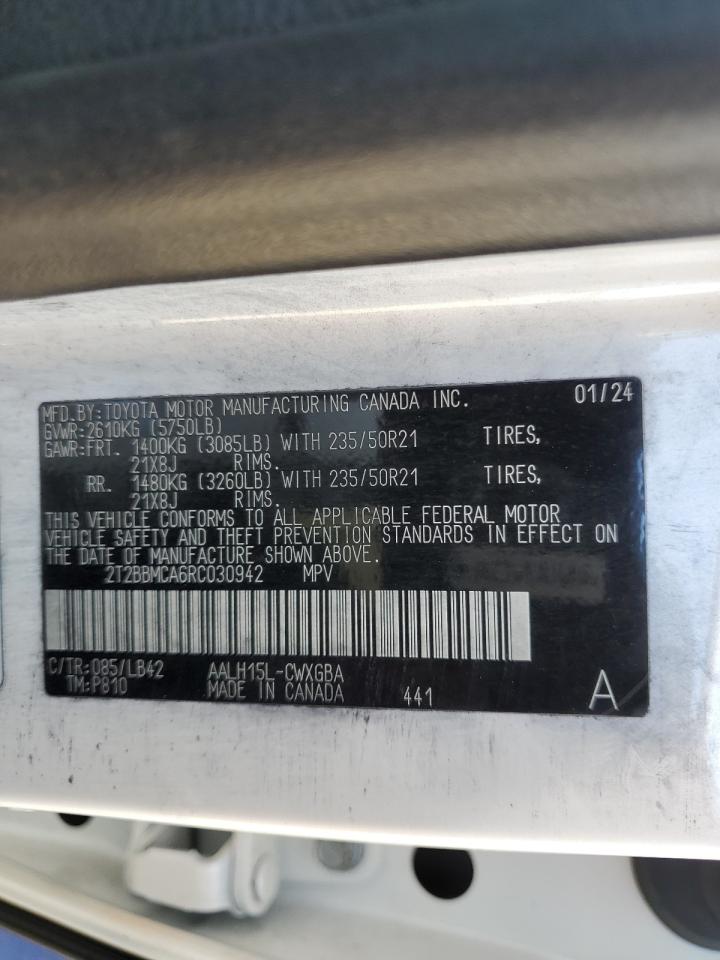 MFD.BY:TOYOTA MOTOR MANUFACTURING CANADA INC. 01/24
GVWR:2610KG (5750LB)
GAWR:FRT. 1400KG (3085LB) WITH 235/50R21 TIRES,
21X8J RIMS.
RR. 1480KG (3260LB) WITH 235/50R21 TIRES,
21X8J RIMS.
THIS VEHICLE CONFORMS TO ALL APPLICABLE FEDERAL MOTOR
VEHICLE SAFETY AND THEFT PREVENTION STANDARDS IN EFFECT ON
THE DATE OF MANUFACTURE SHOWN ABOVE.
2T2BBMCA6RC030942 MPV
C/TR:085/LB42 AALH15L-CWXGBA
TM:P810 MADE IN CANADA 441 A